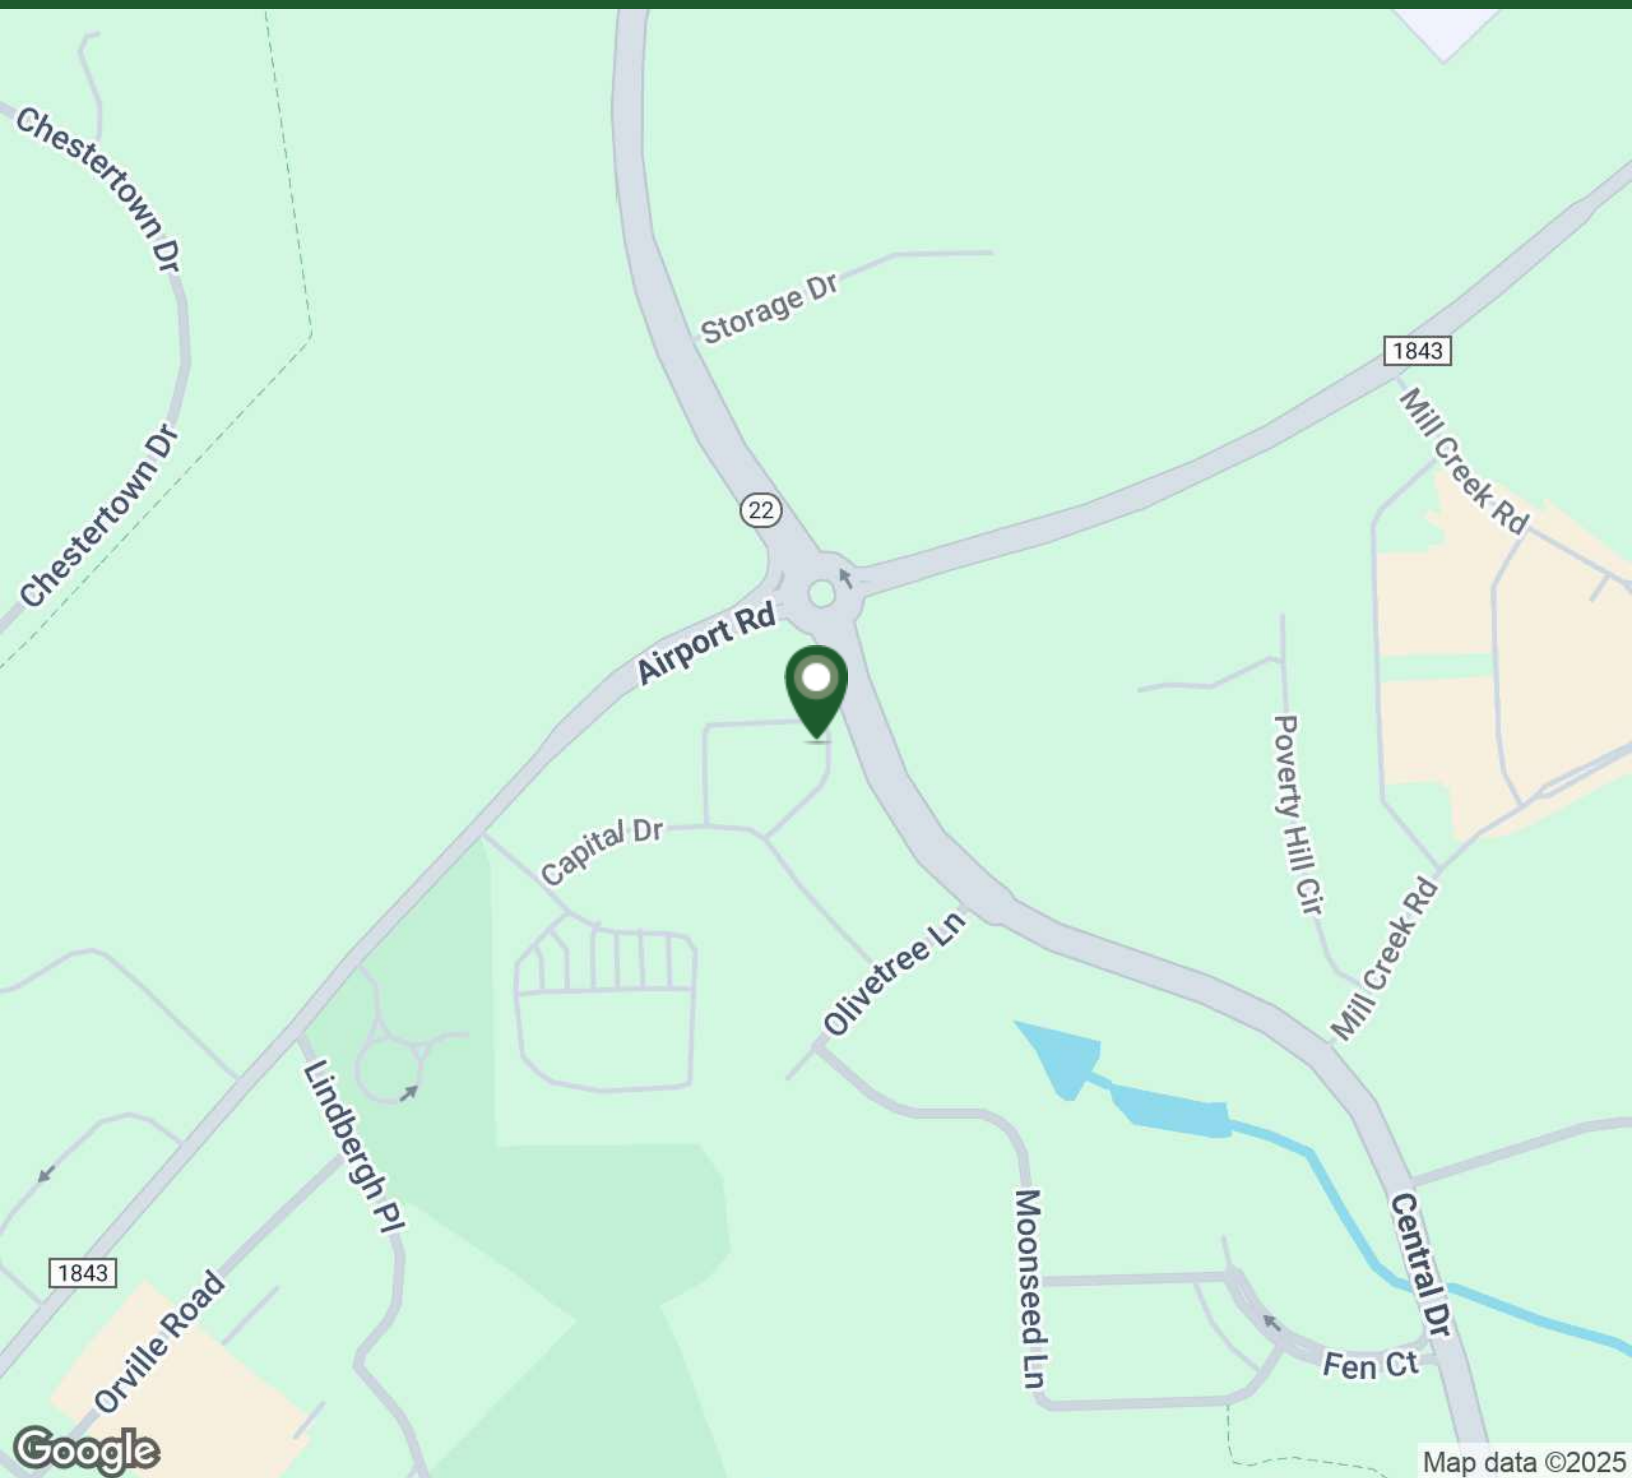 Chestertown Dr
Storage Dr
1843
Mill Creek Rd
Chestertown Dr
22
Airport Rd
Poverty Hill Cir
Capital Dr
Mill Creek Rd
Olivetree Ln
Lindbergh Pl
Moonseed Ln
Central Dr
1843
Orville Road
Fen Ct
Google
Map data ©2025